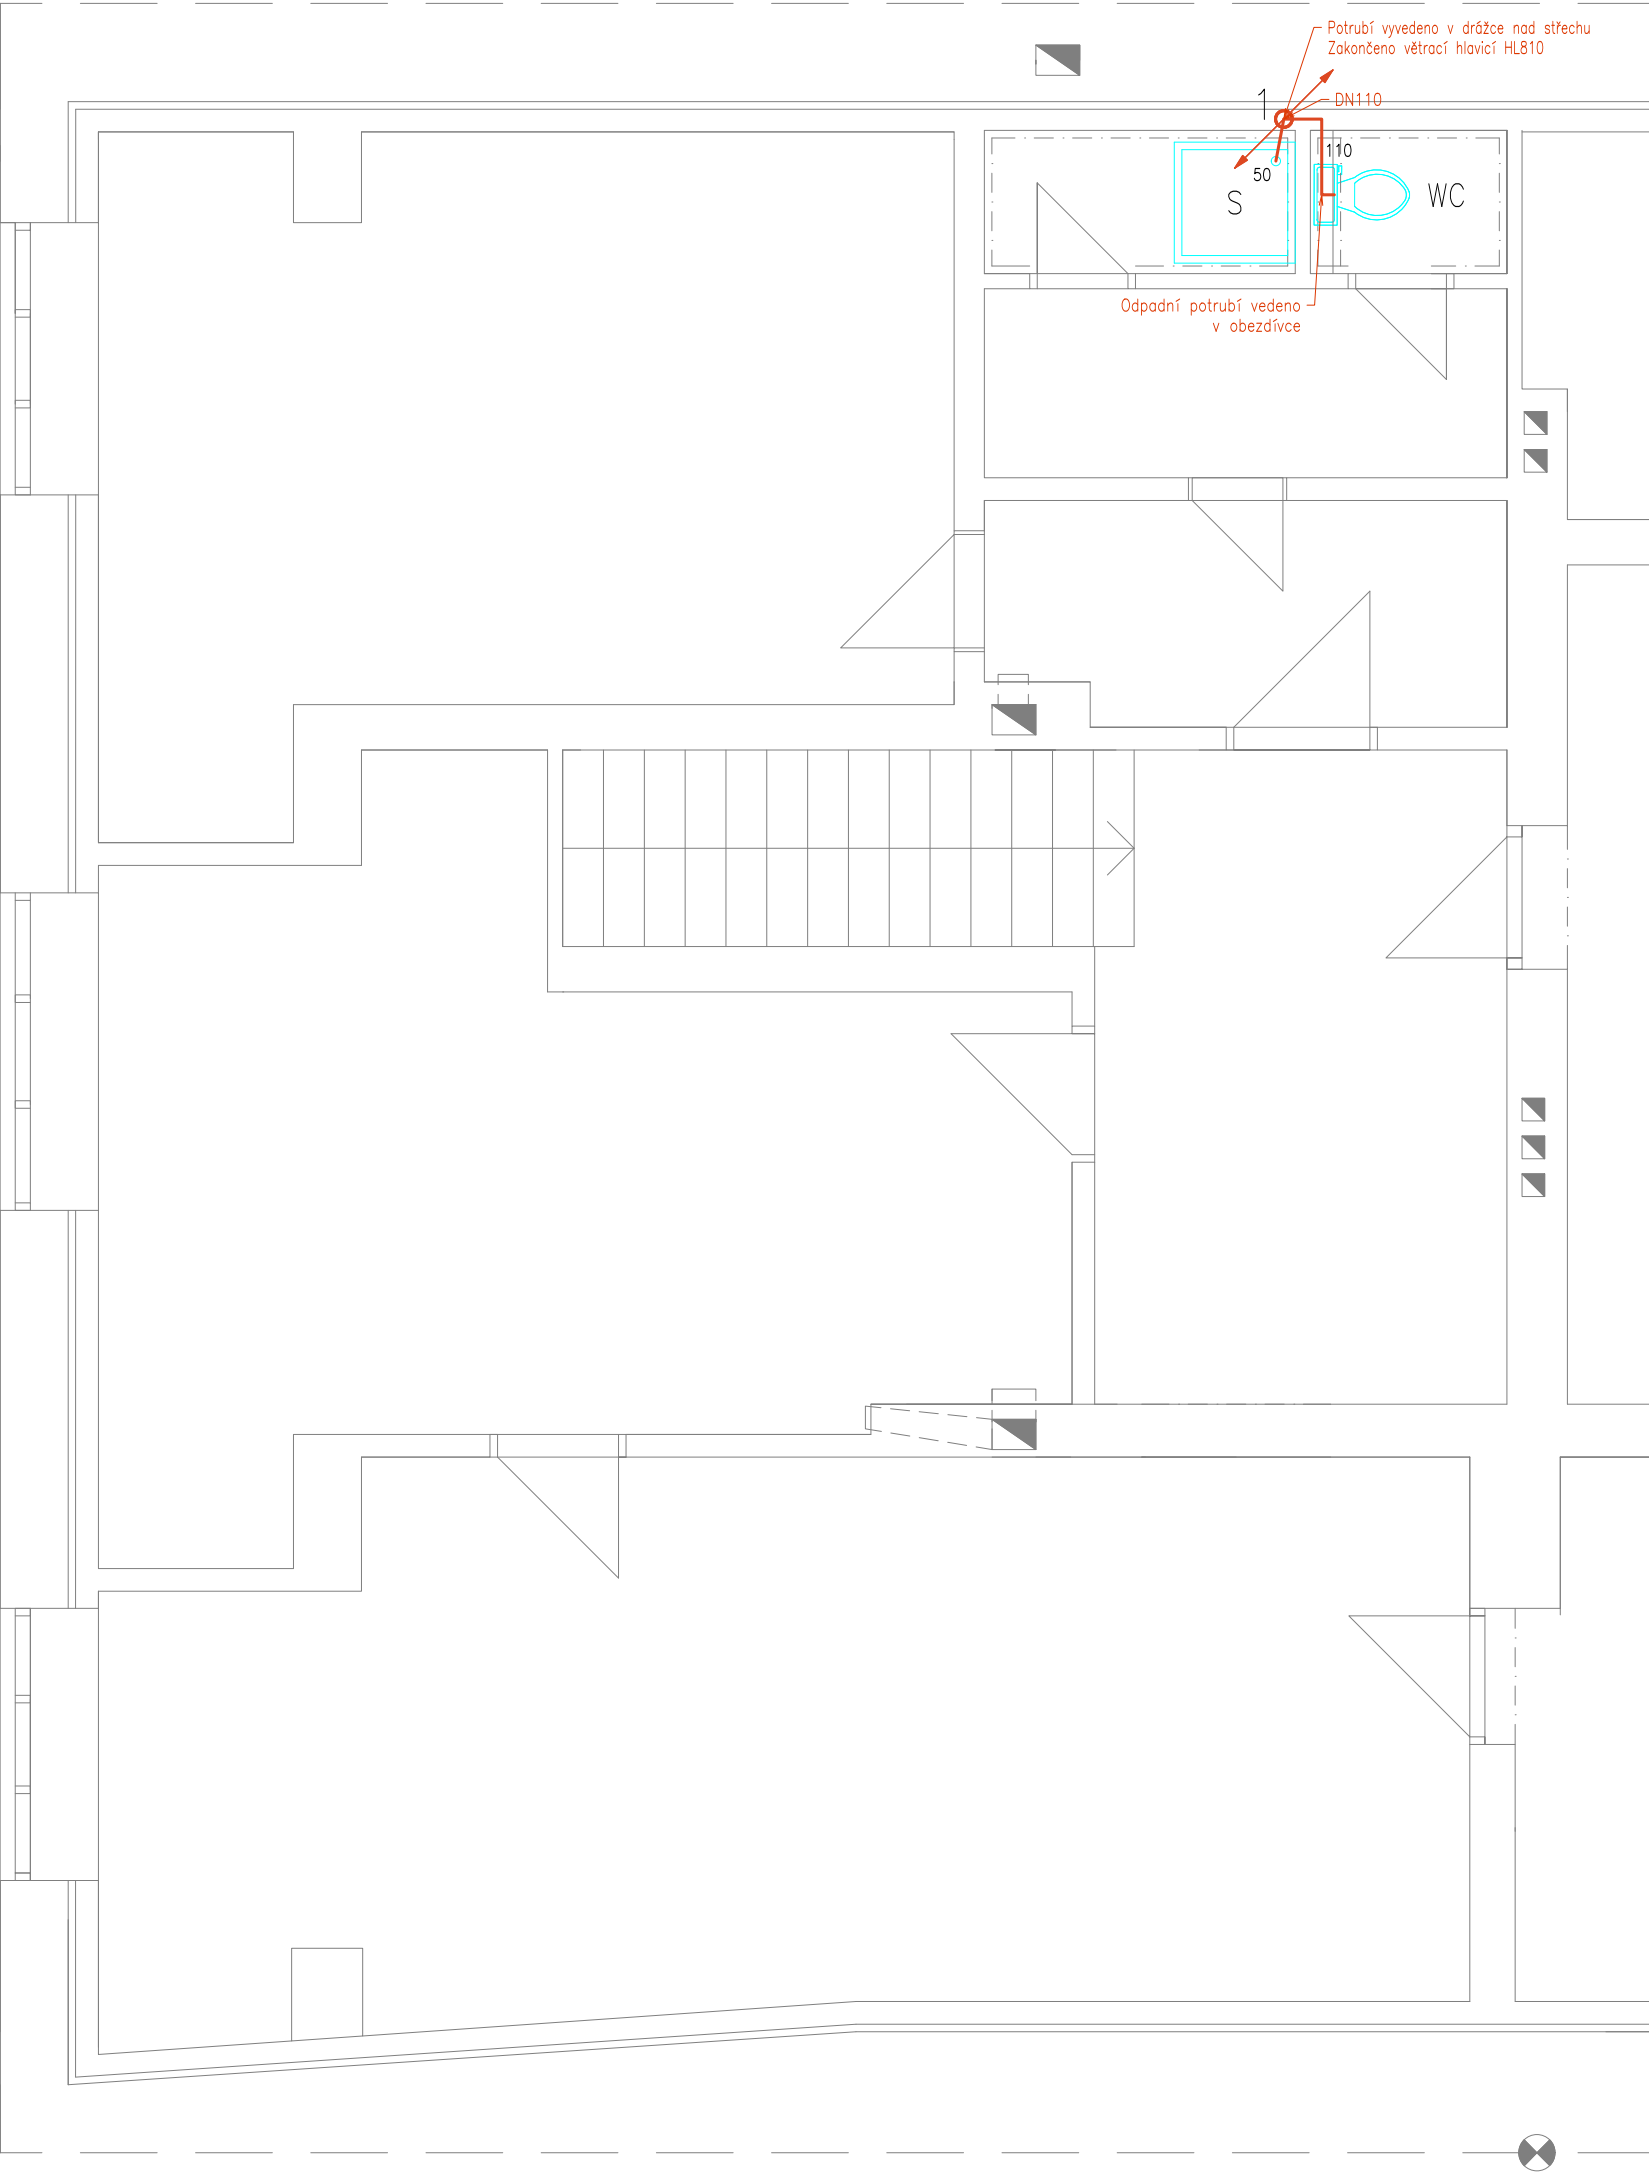 Potrubí vyvedeno v drážce nad střechu
Zakončeno větrací hlavicí HL810
1
DN110
110
50
S
WC
Odpadní potrubí vedeno
v obezdívce